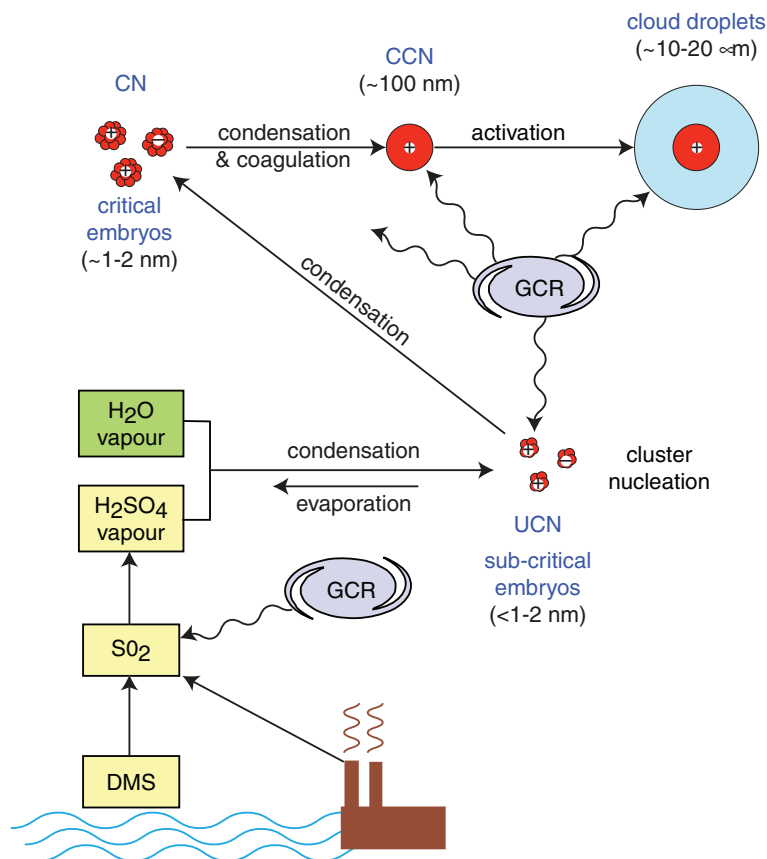 cloud droplets
(~10-20 ∝m)
CCN
(~100 nm)
CN
condensation
& coagulation
activation
critical
embryos
(~1-2 nm)
GCR
condensation
H₂O
vapour
condensation
evaporation
cluster
nucleation
H₂SO₄
vapour
UCN
sub-critical
embryos
(<1-2 nm)
GCR
S0₂
DMS